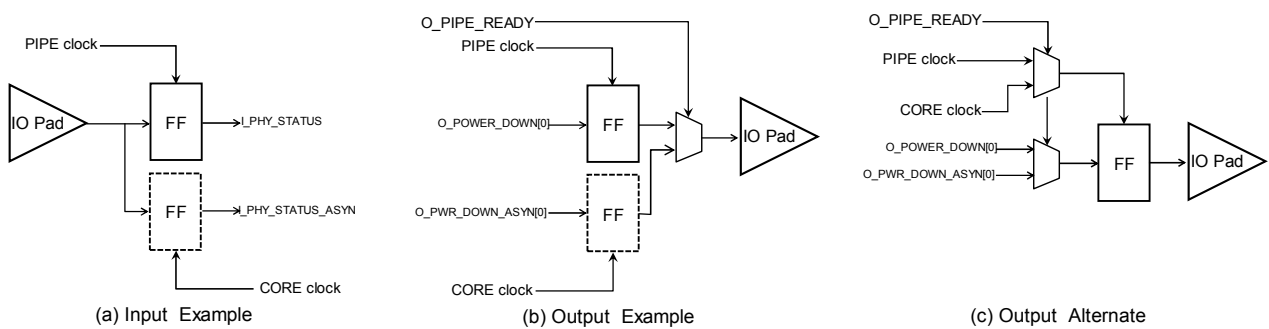 PIPE clock
IO Pad
FF
I_PHY_STATUS
FF
I_PHY_STATUS_ASYN
CORE clock
(a) Input Example
O_PIPE_READY
PIPE clock
O_POWER_DOWN[0]
FF
IO Pad
O_PWR_DOWN_ASYN[0]
FF
CORE clock
(b) Output Example
O_PIPE_READY
PIPE clock
CORE clock
O_POWER_DOWN[0]
O_PWR_DOWN_ASYN[0]
FF
IO Pad
(c) Output Alternate